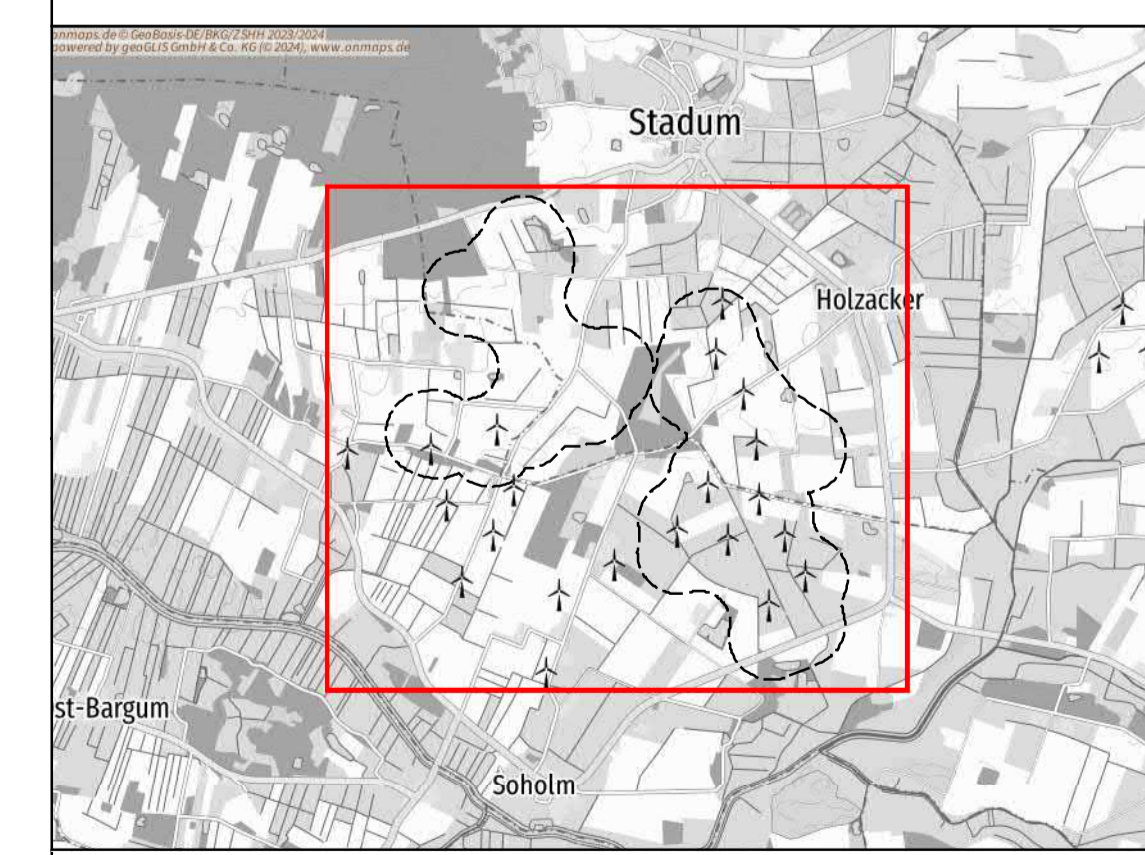 onmaps.de © GeoBasis-DE/BKG/ZSHH 2023/2024
powered by geoGLIS GmbH & Co. KG (© 2024), www.onmaps.de
Stadum
Holzacker
st-Bargum
Soholm